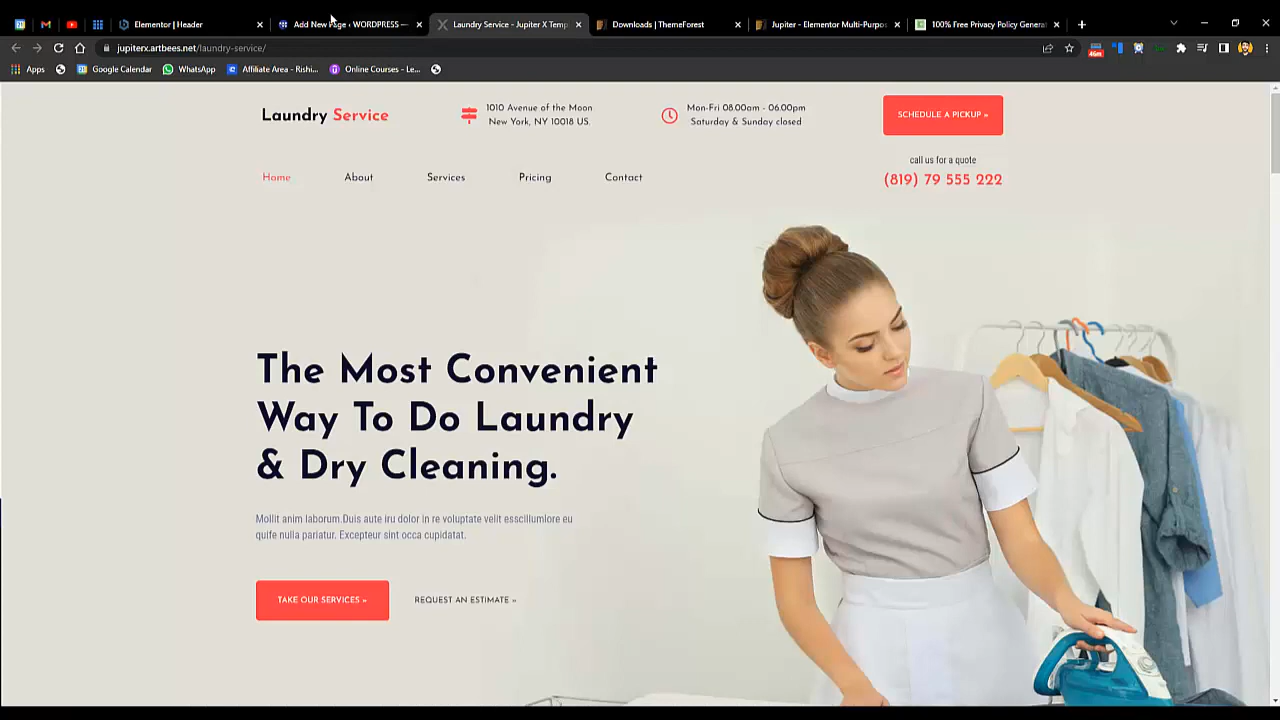 Elementor | Header
Add New Page ‹ WORDPRESS —
Laundry Service - Jupiter X Temp
Downloads | ThemeForest
Jupiter - Elementor Multi-Purpos
100% Free Privacy Policy Generat
jupiterx.artbees.net/laundry-service/
46m
Apps
Google Calendar
WhatsApp
Affiliate Area - Rishi...
Online Courses - Le...
Laundry Service
1010 Avenue of the Moon
New York, NY 10018 US.
Mon-Fri 08.00am - 06.00pm
Saturday & Sunday closed
SCHEDULE A PICKUP »
Home
About
Services
Pricing
Contact
call us for a quote
(819) 79 555 222
The Most Convenient
Way To Do Laundry
& Dry Cleaning.
Mollit anim laborum.Duis aute iru dolor in re voluptate velit esscillumlore eu
quife nulla pariatur. Excepteur sint occa cupidatat.
TAKE OUR SERVICES »
REQUEST AN ESTIMATE »